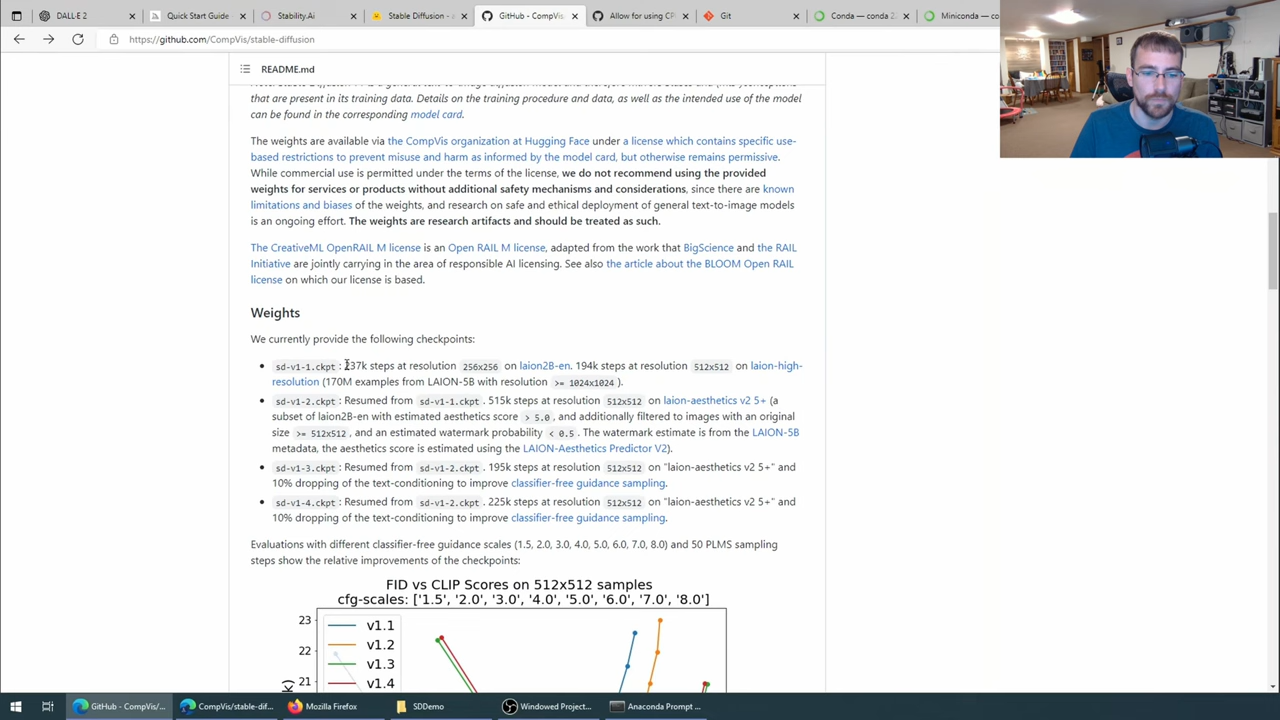 DALL·E 2
Quick Start Guide -
Stability.Ai
Stable Diffusion - a
GitHub - CompVis
Allow for using CP
Git
Conda — conda 2
Miniconda — co
https://github.com/CompVis/stable-diffusion
README.md
that are present in its training data. Details on the training procedure and data, as well as the intended use of the model
can be found in the corresponding model card.
The weights are available via the CompVis organization at Hugging Face under a license which contains specific use-
based restrictions to prevent misuse and harm as informed by the model card, but otherwise remains permissive.
While commercial use is permitted under the terms of the license, we do not recommend using the provided
weights for services or products without additional safety mechanisms and considerations, since there are known
limitations and biases of the weights, and research on safe and ethical deployment of general text-to-image models
is an ongoing effort. The weights are research artifacts and should be treated as such.
The CreativeML OpenRAIL M license is an Open RAIL M license, adapted from the work that BigScience and the RAIL
Initiative are jointly carrying in the area of responsible AI licensing. See also the article about the BLOOM Open RAIL
license on which our license is based.
Weights
We currently provide the following checkpoints:
sd-v1-1.ckpt: 237k steps at resolution 256x256 on laion2B-en. 194k steps at resolution 512x512 on laion-high-
resolution (170M examples from LAION-5B with resolution >= 1024x1024 ).
sd-v1-2.ckpt: Resumed from sd-v1-1.ckpt. 515k steps at resolution 512x512 on laion-aesthetics v2 5+ (a
subset of laion2B-en with estimated aesthetics score > 5.0, and additionally filtered to images with an original
size >= 512x512, and an estimated watermark probability < 0.5. The watermark estimate is from the LAION-5B
metadata, the aesthetics score is estimated using the LAION-Aesthetics Predictor V2).
sd-v1-3.ckpt: Resumed from sd-v1-2.ckpt. 195k steps at resolution 512x512 on "laion-aesthetics v2 5+" and
10% dropping of the text-conditioning to improve classifier-free guidance sampling.
sd-v1-4.ckpt: Resumed from sd-v1-2.ckpt. 225k steps at resolution 512x512 on "laion-aesthetics v2 5+" and
10% dropping of the text-conditioning to improve classifier-free guidance sampling.
Evaluations with different classifier-free guidance scales (1.5, 2.0, 3.0, 4.0, 5.0, 6.0, 7.0, 8.0) and 50 PLMS sampling
steps show the relative improvements of the checkpoints:
FID vs CLIP Scores on 512x512 samples
cfg-scales: ['1.5', '2.0', '3.0', '4.0', '5.0', '6.0', '7.0', '8.0']
23
22
21
v1.1
v1.2
v1.3
v1.4
GitHub - CompVis/...
CompVis/stable-dif...
Mozilla Firefox
SDDemo
Windowed Projec...
Anaconda Prompt ...